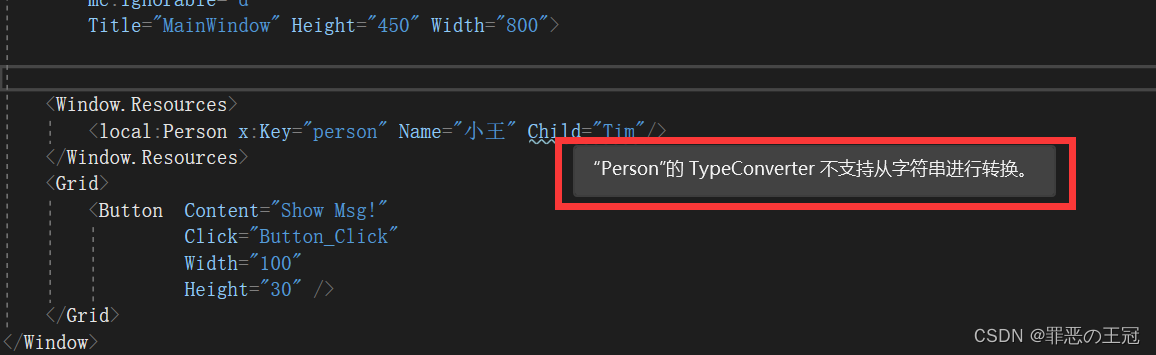 mc:Ignorable="d"
Title="MainWindow" Height="450" Width="800">
<Window.Resources>
<local:Person x:Key="person" Name="小王" Child="Tim"/>
</Window.Resources>
“Person”的 TypeConverter 不支持从字符串进行转换。
<Grid>
<Button Content="Show Msg!"
Click="Button_Click"
Width="100"
Height="30" />
</Grid>
</Window>
CSDN @罪恶の王冠